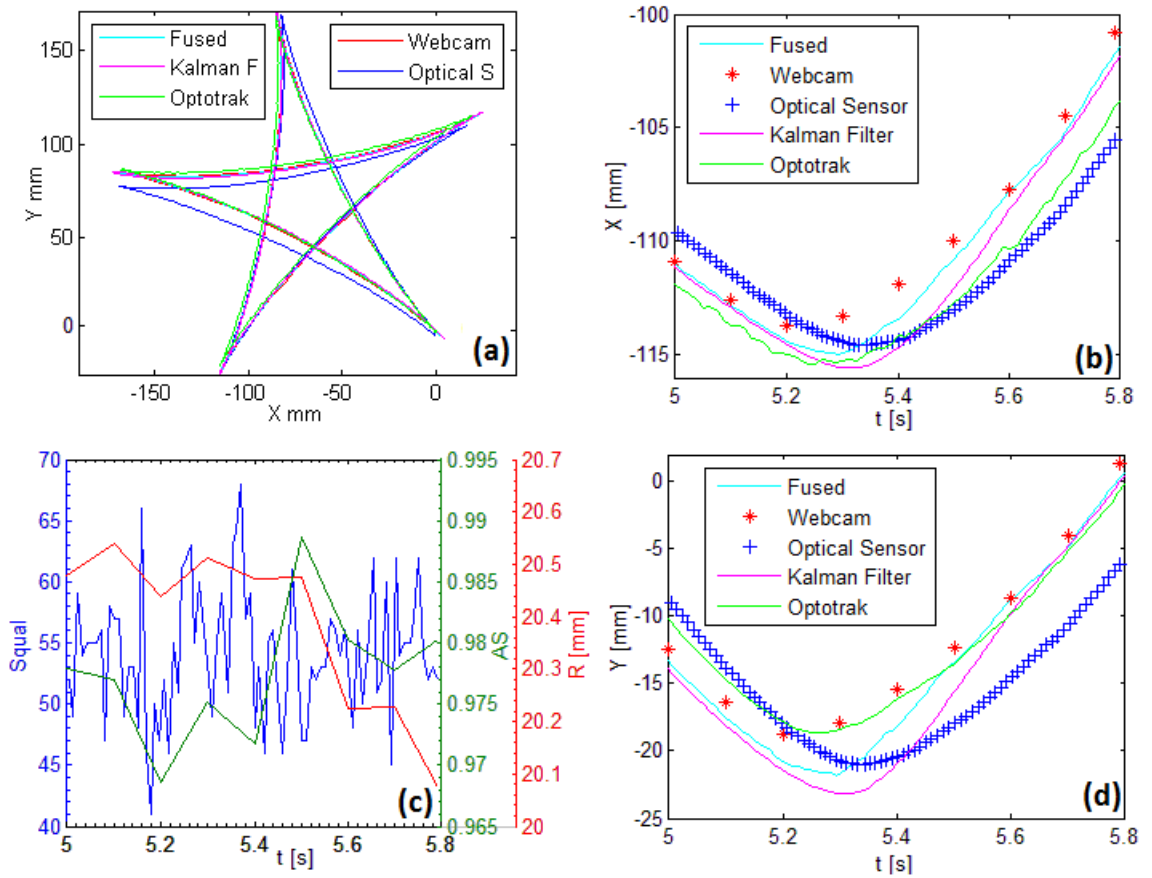 150
100
50
0
Y mm
-150
-100
-50
0
X mm
Fused
Kalman F
Optotrak
Webcam
Optical S
(a)
-100
-105
-110
-115
X [mm]
5
5.2
5.4
5.6
5.8
t [s]
Fused
Webcam
Optical Sensor
Kalman Filter
Optotrak
(b)
70
65
60
55
50
45
40
Squal
5
5.2
5.4
5.6
5.8
t [s]
0.995
0.99
0.985
0.98
0.975
0.97
0.965
AS
20.7
20.6
20.5
20.4
20.3
20.2
20.1
20
R [mm]
(c)
0
-5
-10
-15
-20
-25
Y [mm]
5
5.2
5.4
5.6
5.8
t [s]
Fused
Webcam
Optical Sensor
Kalman Filter
Optotrak
(d)